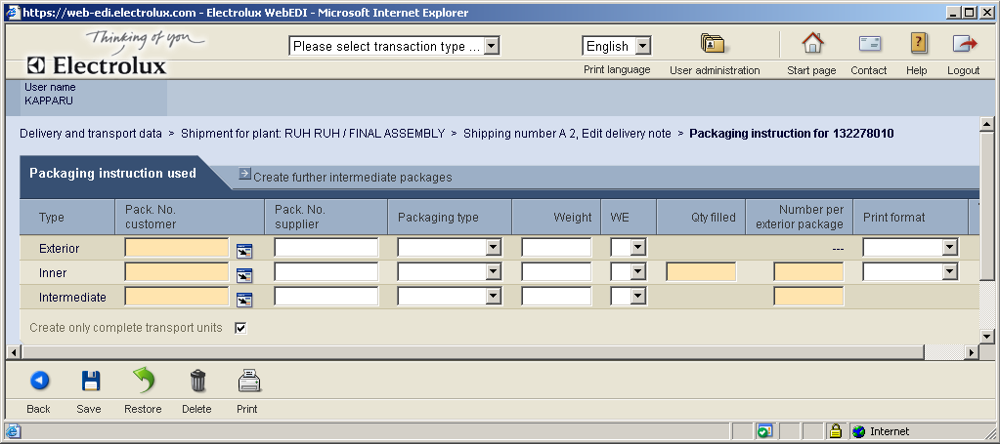 https://web-edi.electrolux.com - Electrolux WebEDI - Microsoft Internet Explorer
Thinking of you
Electrolux
Please select transaction type ...
English
Print language
User administration
Start page
Contact
Help
Logout
User name
KAPPARU
Delivery and transport data > Shipment for plant: RUH RUH / FINAL ASSEMBLY > Shipping number A 2, Edit delivery note > Packaging instruction for 132278010
Packaging instruction used
Create further intermediate packages
Type
Pack. No. customer
Pack. No. supplier
Packaging type
Weight
WE
Qty filled
Number per exterior package
Print format
Exterior
---
Inner
Intermediate
Create only complete transport units
Back
Save
Restore
Delete
Print
Internet